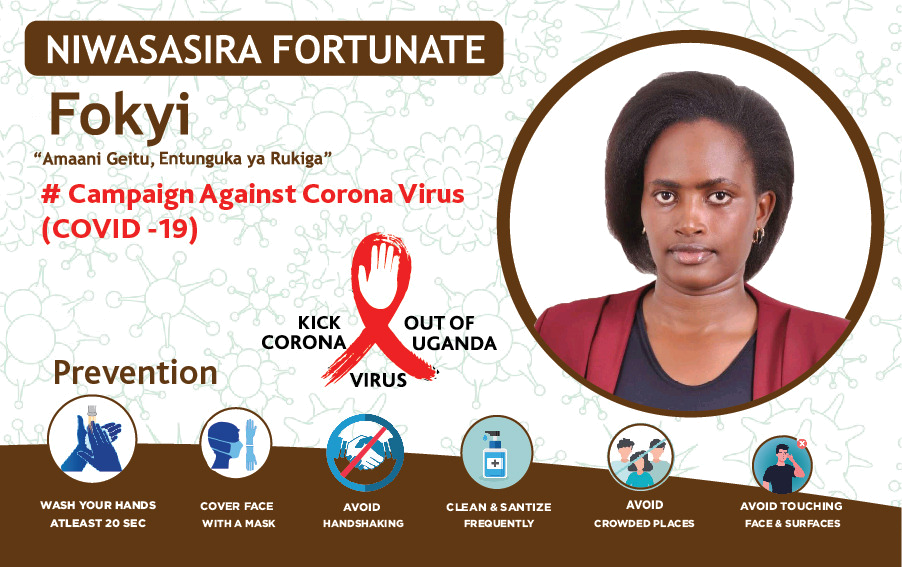 NIWASASIRA FORTUNATE
Fokyi
“Amaani Geitu, Entunguka ya Rukiga”
# Campaign Against Corona Virus
(COVID -19)
KICK
CORONA
OUT OF
UGANDA
VIRUS
Prevention
WASH YOUR HANDS
ATLEAST 20 SEC
COVER FACE
WITH A MASK
AVOID
HANDSHAKING
CLEAN & SANTIZE
FREQUENTLY
AVOID
CROWDED PLACES
AVOID TOUCHING
FACE & SURFACES